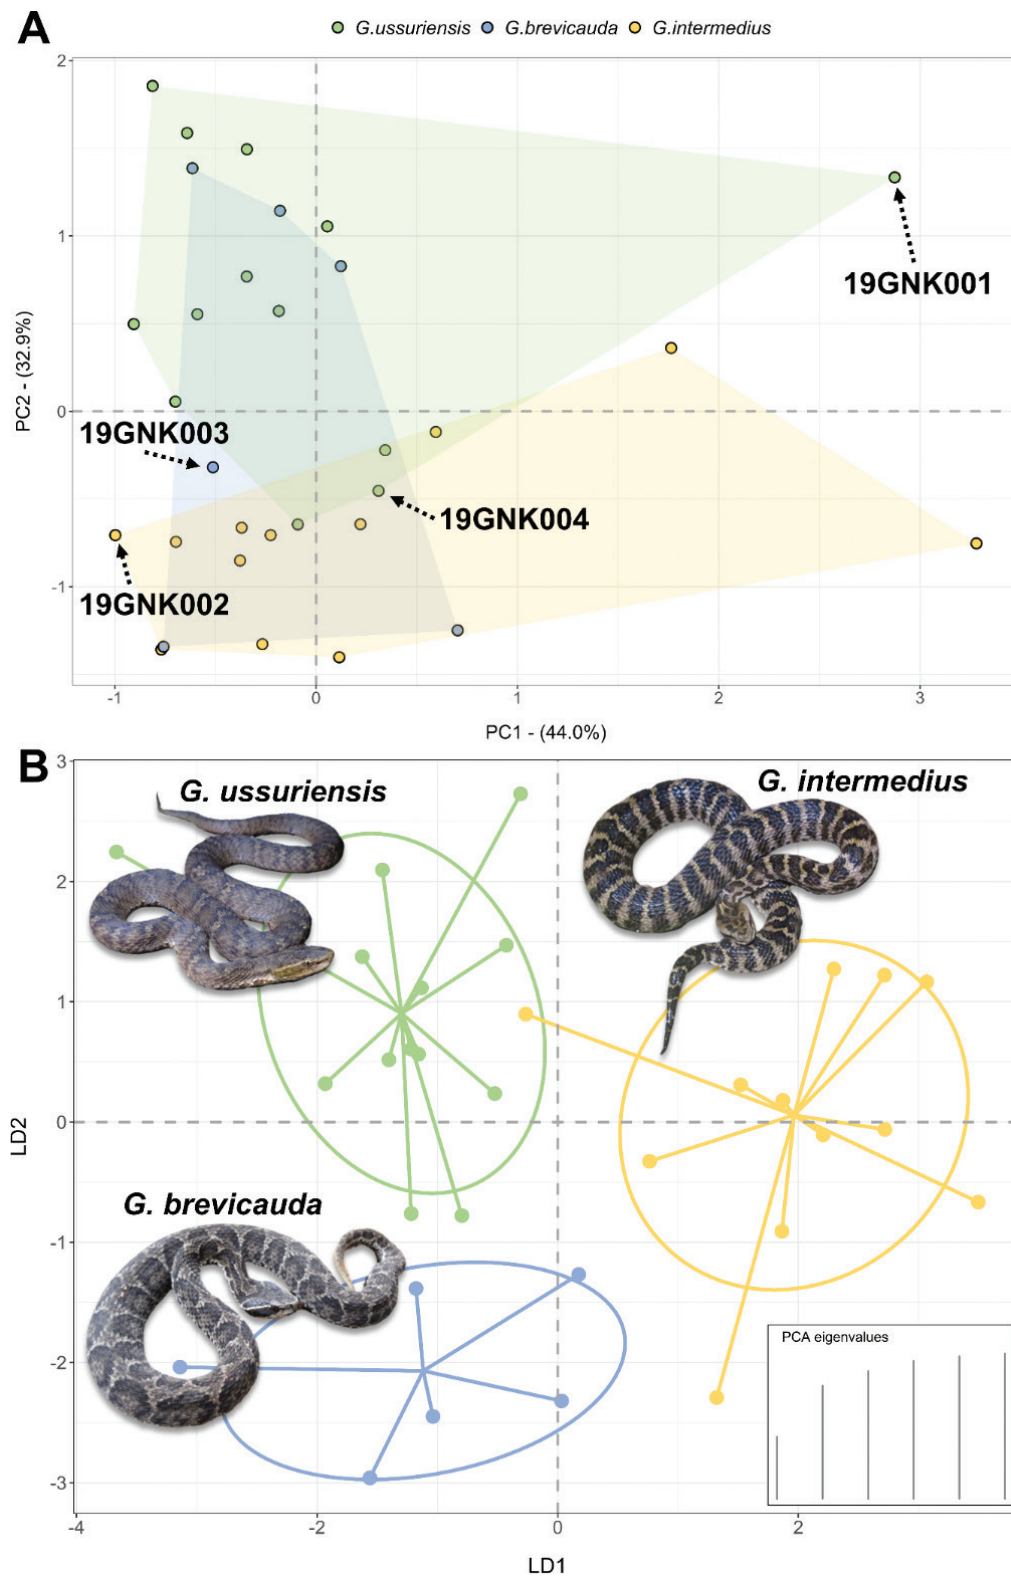 A
G.ussuriensis G.brevicauda G.intermedius
2
1
0
-1
PC2 - (32.9%)
19GNK001
19GNK003
19GNK004
19GNK002
-1 0 1 2 3
PC1 - (44.0%)
B
G. ussuriensis
G. intermedius
G. brevicauda
3
2
1
0
-1
-2
-3
LD2
PCA eigenvalues
-4 -2 0 2
LD1